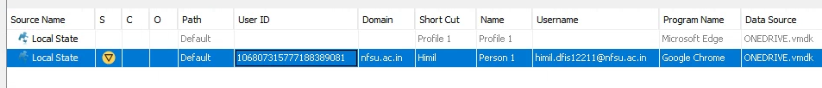 Source Name S C O Path User ID Domain Short Cut Name Username Program Name Data Source
Local State Default Profile 1 Profile 1 Microsoft Edge ONEDRIVE.vmdk
Local State Default 106807315777188389081 nfsu.ac.in Himil Person 1 himil.dfis12211@nfsu.ac.in Google Chrome ONEDRIVE.vmdk